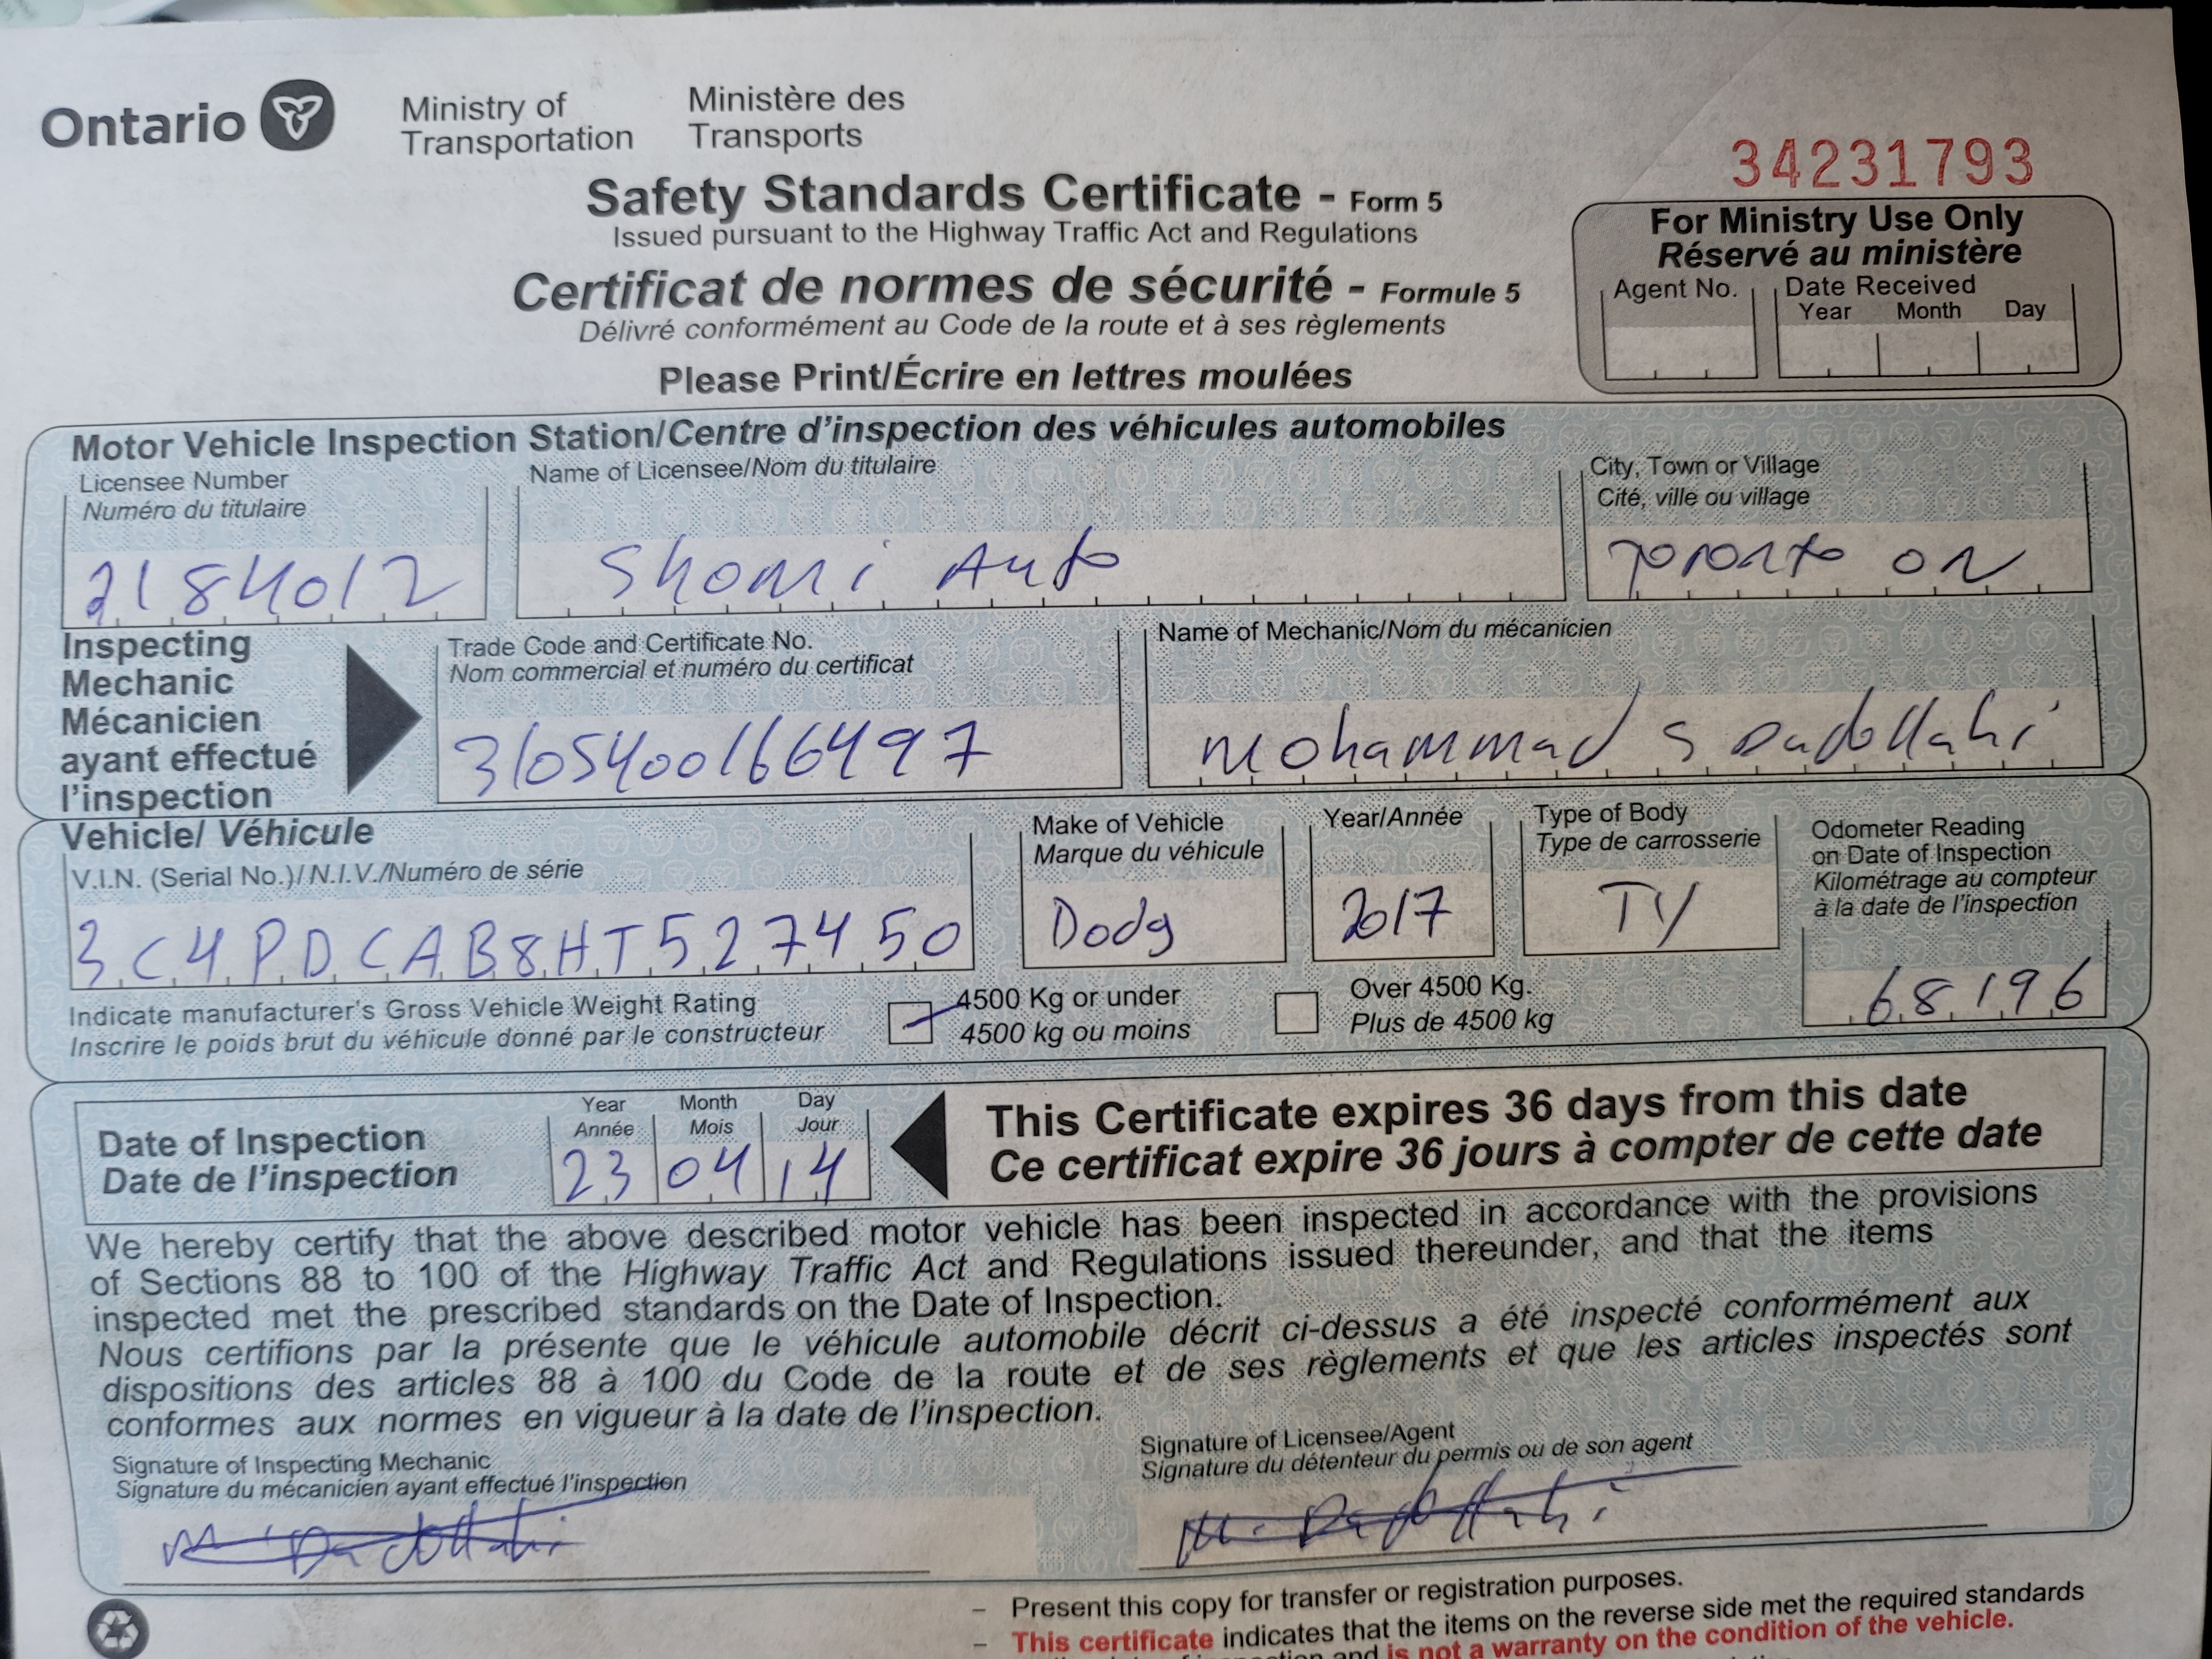 Ontario
Ministry of
Transportation
Ministère des
Transports
34231793
Safety Standards Certificate - Form 5
Issued pursuant to the Highway Traffic Act and Regulations
Certificat de normes de sécurité - Formule 5
Délivré conformément au Code de la route et à ses règlements
Please Print/Écrire en lettres moulées
For Ministry Use Only
Réservé au ministère
Agent No.
Date Received
Year Month Day
Motor Vehicle Inspection Station/Centre d'inspection des véhicules automobiles
Licensee Number
Numéro du titulaire
2184012
Name of Licensee/Nom du titulaire
Shomi Auto
City, Town or Village
Cité, ville ou village
Toronto ON
Inspecting
Mechanic
Mécanicien
ayant effectué
l'inspection
Trade Code and Certificate No.
Nom commercial et numéro du certificat
Name of Mechanic/Nom du mécanicien
Mohammad S Dadollahi
Vehicle/ Véhicule
V.I.N. (Serial No.)/ N.I.V./Numéro de série
3C4PDCAB8HT527450
Make of Vehicle
Marque du véhicule
Dodg
Year/Année
2017
Type of Body
Type de carrosserie
Odometer Reading
on Date of Inspection
Kilométrage au compteur
à la date de l'inspection
68196
Indicate manufacturer's Gross Vehicle Weight Rating
Inscrire le poids brut du véhicule donné par le constructeur
4500 Kg or under
4500 kg ou moins
Over 4500 Kg.
Plus de 4500 kg
Date of Inspection
Date de l'inspection
Year Month Day
Année Mois Jour
23 04 14
This Certificate expires 36 days from this date
Ce certificat expire 36 jours à compter de cette date
We hereby certify that the above described motor vehicle has been inspected in accordance with the provisions
of Sections 88 to 100 of the Highway Traffic Act and Regulations issued thereunder, and that the items
inspected met the prescribed standards on the Date of Inspection.
Nous certifions par la présente que le véhicule automobile décrit ci-dessus a été inspecté conformément aux
dispositions des articles 88 à 100 du Code de la route et de ses règlements et que les articles inspectés sont
conformes aux normes en vigueur à la date de l'inspection.
Signature of Inspecting Mechanic
Signature du mécanicien ayant effectué l'inspection
M Dadollahi
Signature of Licensee/Agent
Signature du détenteur du permis ou de son agent
M. Dadollahi
- Present this copy for transfer or registration purposes.
- This certificate indicates that the items on the reverse side met the required standards
and is not a warranty on the condition of the vehicle.